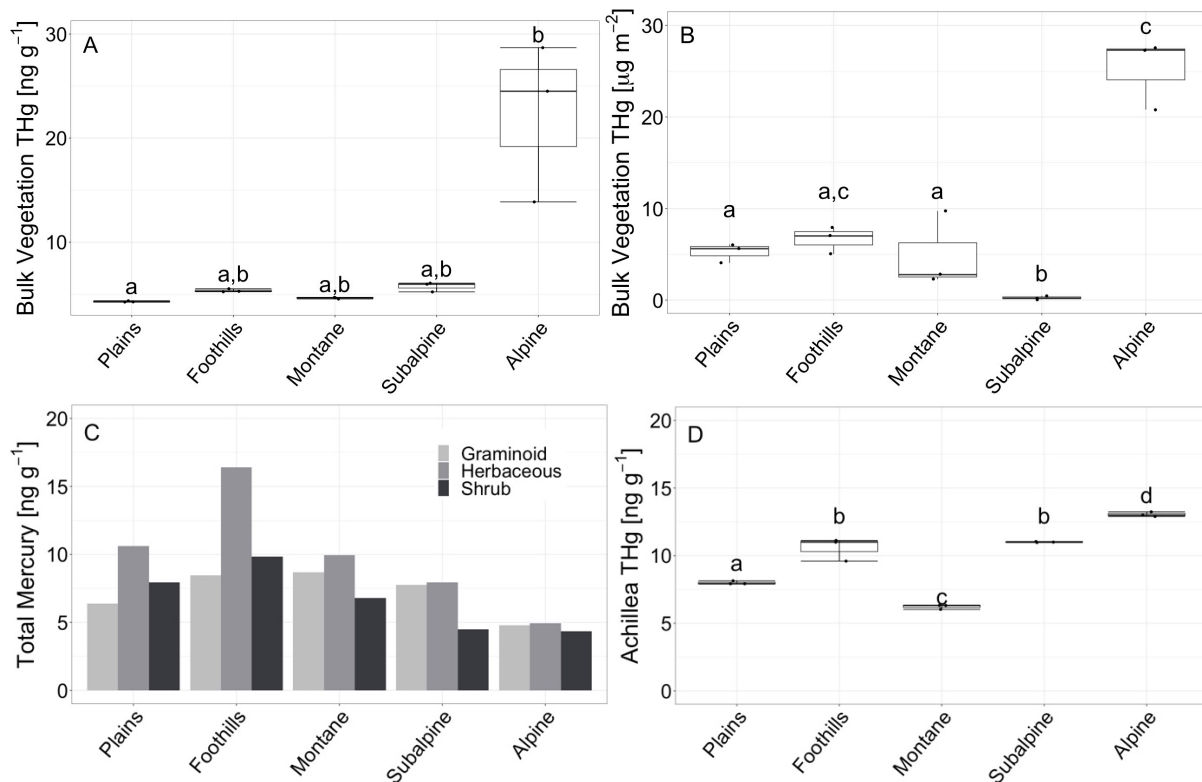 A
Bulk Vegetation THg [ng g⁻¹]
30
20
10
a
a,b
a,b
a,b
b
Plains
Foothills
Montane
Subalpine
Alpine
B
Bulk Vegetation THg [μg m⁻²]
30
20
10
0
a
a,c
a
b
c
Plains
Foothills
Montane
Subalpine
Alpine
C
Total Mercury [ng g⁻¹]
20
15
10
5
0
Graminoid
Herbaceous
Shrub
Plains
Foothills
Montane
Subalpine
Alpine
D
Achillea THg [ng g⁻¹]
20
15
10
5
0
a
b
c
b
d
Plains
Foothills
Montane
Subalpine
Alpine